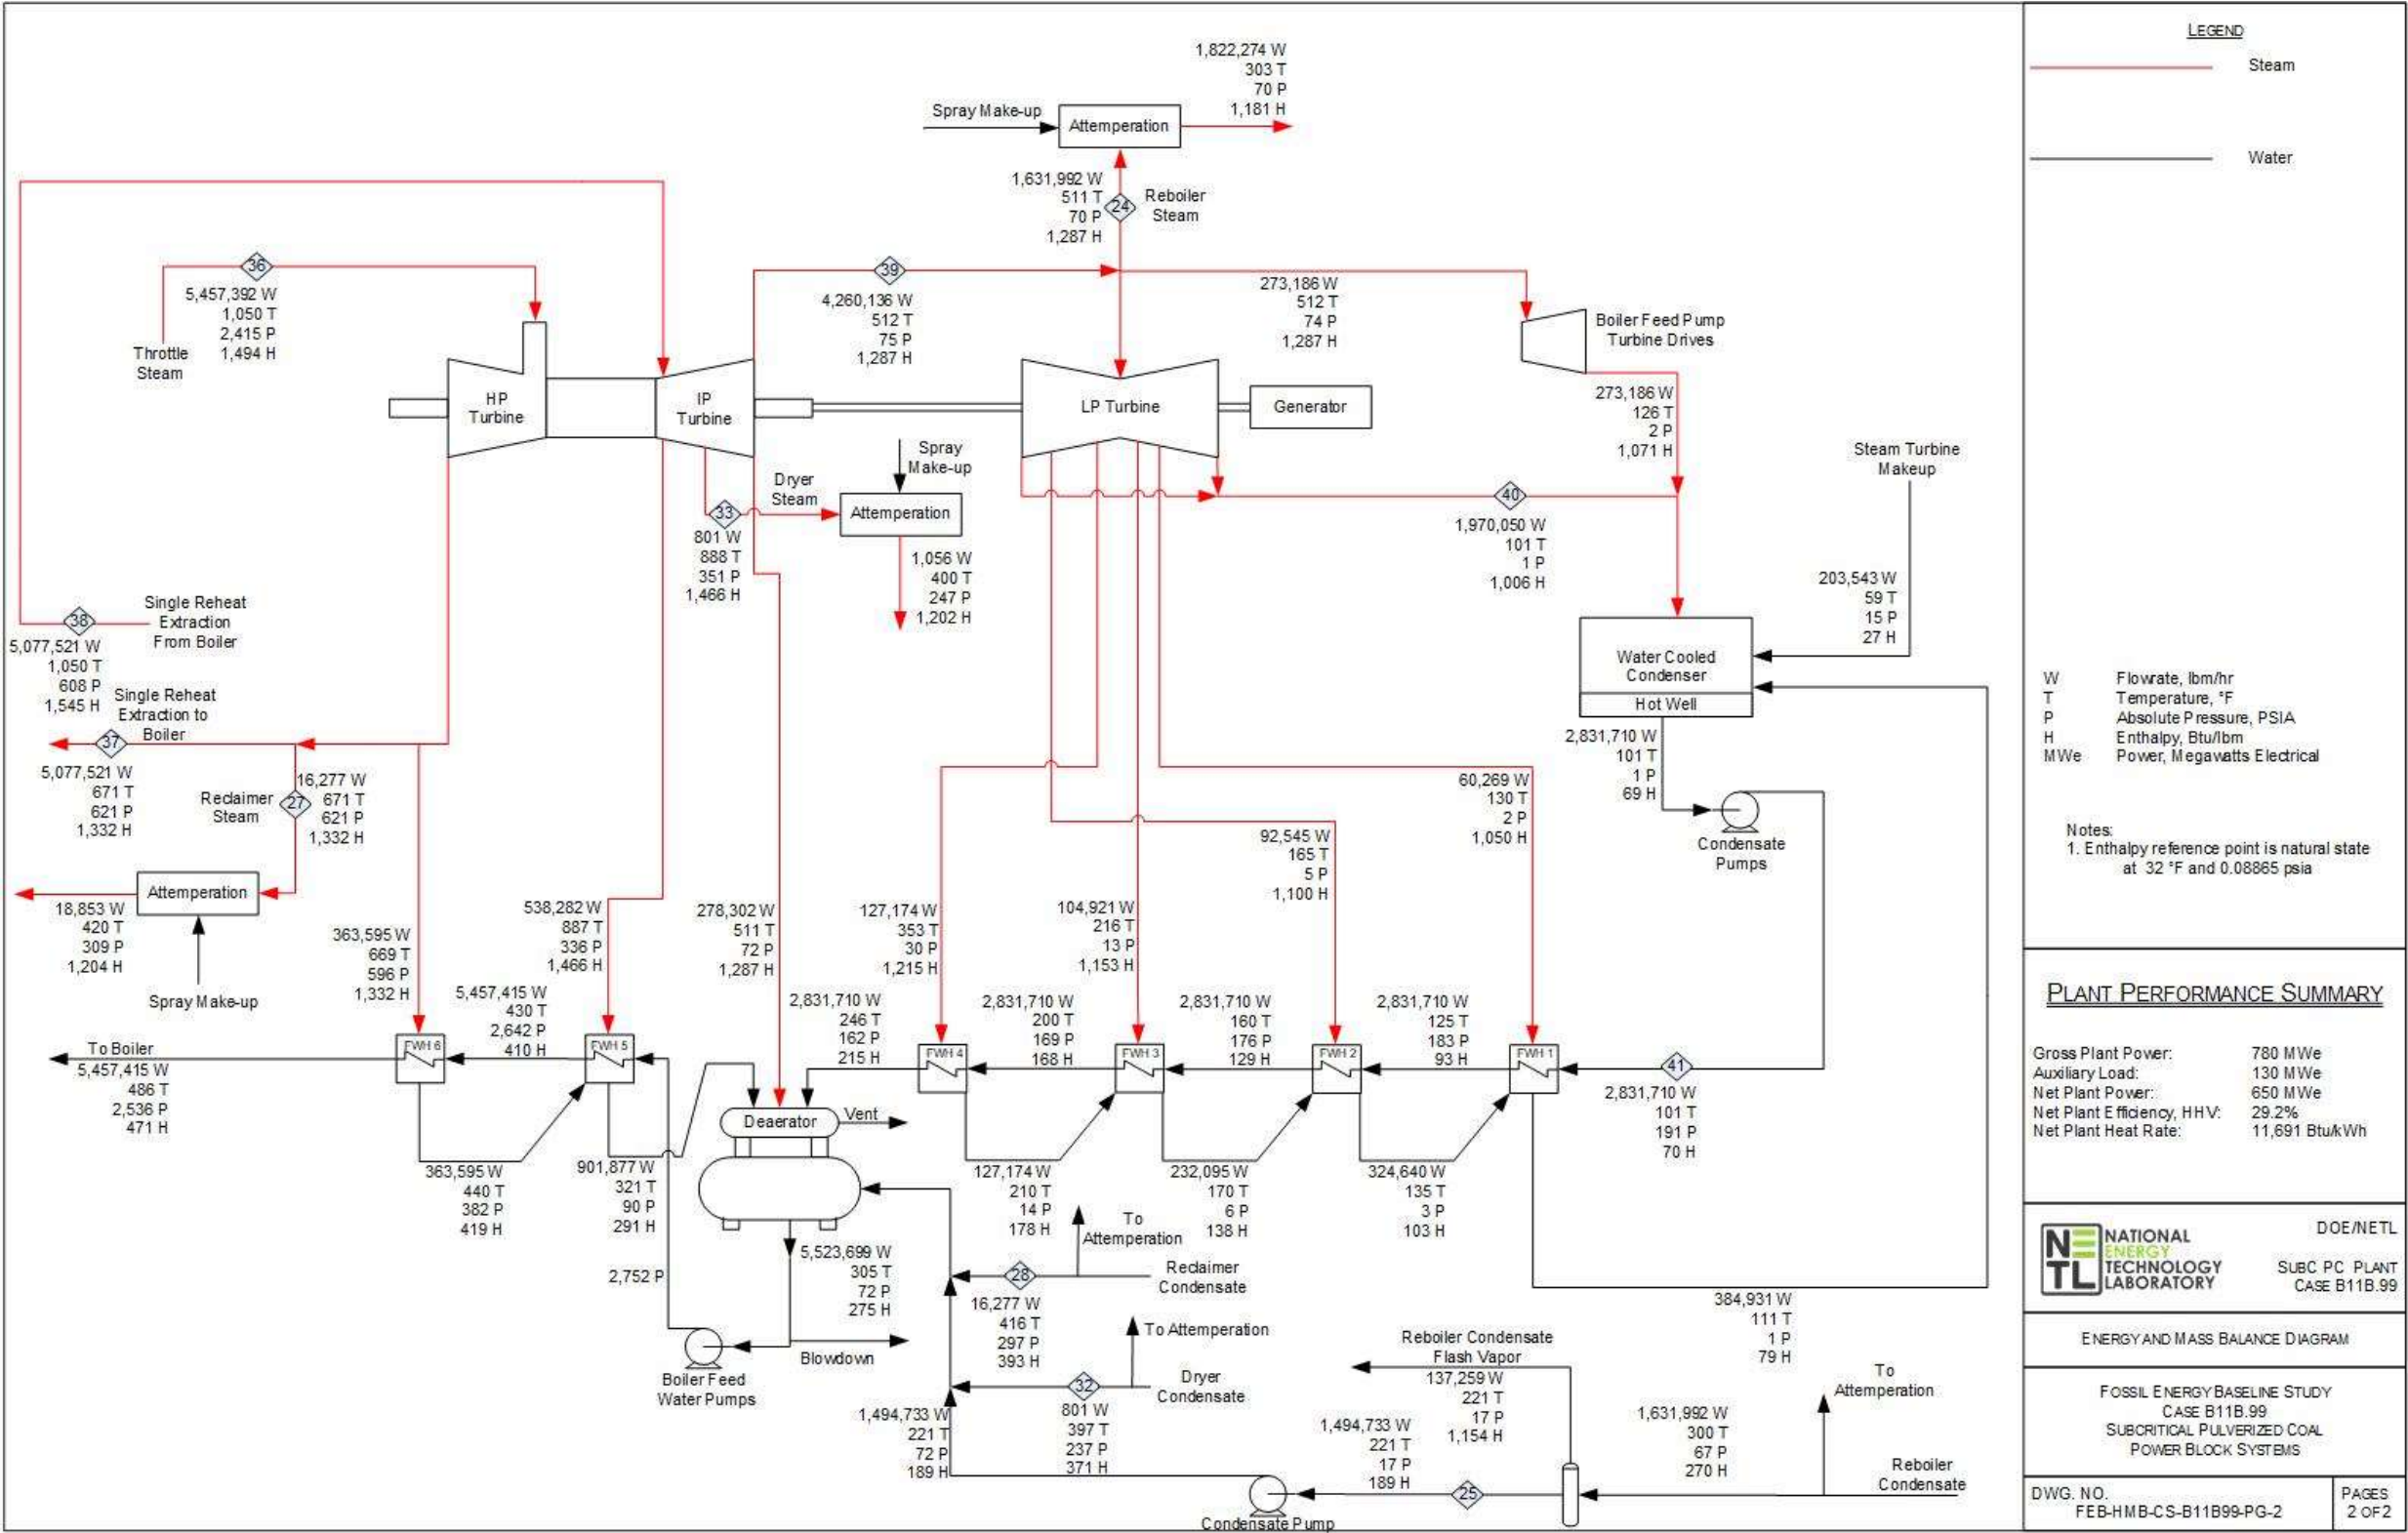 1,822,274 W
303 T
70 P
1,181 H
Spray Make-up
Attemperation
1,631,992 W
511 T
70 P
1,287 H
24
Reboiler
Steam
36
5,457,392 W
1,050 T
2,415 P
1,494 H
Throttle
Steam
39
4,260,136 W
512 T
75 P
1,287 H
273,186 W
512 T
74 P
1,287 H
Boiler Feed Pump
Turbine Drives
HP
Turbine
IP
Turbine
LP Turbine
Generator
273,186 W
126 T
2 P
1,071 H
Steam Turbine
Makeup
Spray
Make-up
Dryer
Steam
33
Attemperation
801 W
888 T
351 P
1,466 H
1,056 W
400 T
247 P
1,202 H
40
1,970,050 W
101 T
1 P
1,006 H
203,543 W
59 T
15 P
27 H
38
Single Reheat
Extraction
From Boiler
5,077,521 W
1,050 T
608 P
1,545 H
Single Reheat
Extraction to
Boiler
37
5,077,521 W
671 T
621 P
1,332 H
Reclaimer
Steam
27
16,277 W
671 T
621 P
1,332 H
Water Cooled
Condenser
Hot Well
2,831,710 W
101 T
1 P
69 H
Condensate
Pumps
60,269 W
130 T
2 P
1,050 H
92,545 W
165 T
5 P
1,100 H
Attemperation
18,853 W
420 T
309 P
1,204 H
Spray Make-up
363,595 W
669 T
596 P
1,332 H
538,282 W
887 T
336 P
1,466 H
278,302 W
511 T
72 P
1,287 H
127,174 W
353 T
30 P
1,215 H
104,921 W
216 T
13 P
1,153 H
5,457,415 W
430 T
2,642 P
410 H
2,831,710 W
246 T
162 P
215 H
2,831,710 W
200 T
169 P
168 H
2,831,710 W
160 T
176 P
129 H
2,831,710 W
125 T
183 P
93 H
To Boiler
5,457,415 W
486 T
2,536 P
471 H
FWH 6
FWH 5
FWH 4
FWH 3
FWH 2
FWH 1
41
2,831,710 W
101 T
191 P
70 H
Deaerator
Vent
363,595 W
440 T
382 P
419 H
901,877 W
321 T
90 P
291 H
127,174 W
210 T
14 P
178 H
232,095 W
170 T
6 P
138 H
324,640 W
135 T
3 P
103 H
2,752 P
5,523,699 W
305 T
72 P
275 H
To
Attemperation
28
Reclaimer
Condensate
16,277 W
416 T
297 P
393 H
384,931 W
111 T
1 P
79 H
Boiler Feed
Water Pumps
Blowdown
To Attemperation
32
Dryer
Condensate
801 W
397 T
237 P
371 H
1,494,733 W
221 T
72 P
189 H
Reboiler Condensate
Flash Vapor
137,259 W
221 T
17 P
1,154 H
1,494,733 W
221 T
17 P
189 H
25
Condensate Pump
1,631,992 W
300 T
67 P
270 H
To
Attemperation
Reboiler
Condensate
LEGEND
Steam
Water
W Flowrate, lbm/hr
T Temperature, °F
P Absolute Pressure, PSIA
H Enthalpy, Btu/lbm
MWe Power, Megawatts Electrical
Notes:
1. Enthalpy reference point is natural state
at 32 °F and 0.08865 psia
PLANT PERFORMANCE SUMMARY
Gross Plant Power: 780 MWe
Auxiliary Load: 130 MWe
Net Plant Power: 650 MWe
Net Plant Efficiency, HHV: 29.2%
Net Plant Heat Rate: 11,691 Btu/kWh
NETL
NATIONAL
ENERGY
TECHNOLOGY
LABORATORY
DOE/NETL
SUBC PC PLANT
CASE B11B.99
ENERGY AND MASS BALANCE DIAGRAM
FOSSIL ENERGY BASELINE STUDY
CASE B11B.99
SUBCRITICAL PULVERIZED COAL
POWER BLOCK SYSTEMS
DWG. NO.
FEB-HMB-CS-B11B99-PG-2
PAGES
2 OF 2